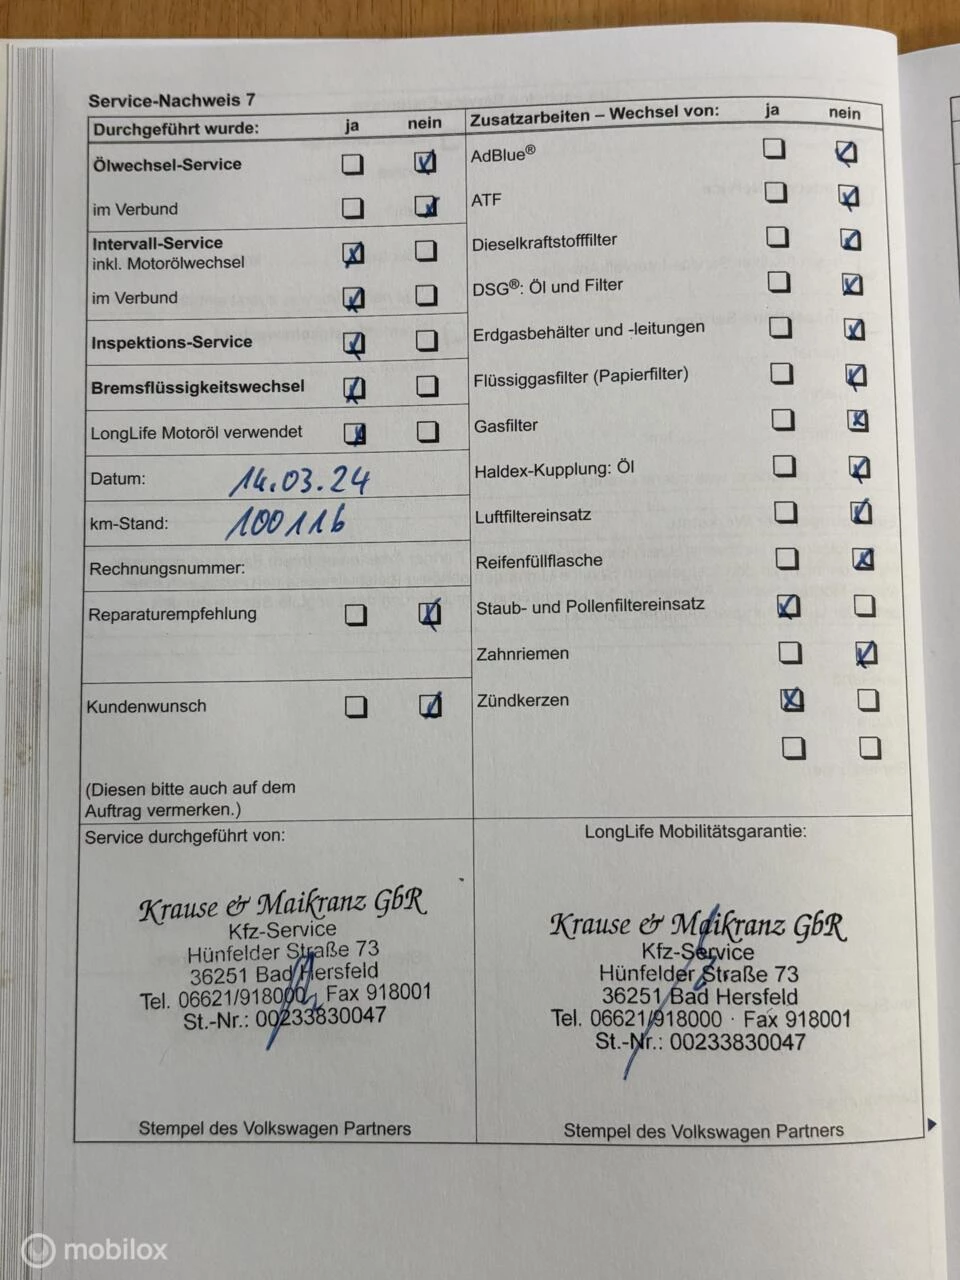 Service-Nachweis 7
Durchgeführt wurde: ja nein
Ölwechsel-Service
im Verbund
Intervall-Service
inkl. Motorölwechsel
im Verbund
Inspektions-Service
Bremsflüssigkeitswechsel
LongLife Motoröl verwendet
Datum: 14.03.24
km-Stand: 100116
Rechnungsnummer:
Reparaturempfehlung
Kundenwunsch
(Diesen bitte auch auf dem
Auftrag vermerken.)
Zusatzarbeiten – Wechsel von: ja nein
AdBlue®
ATF
Dieselkraftstofffilter
DSG®: Öl und Filter
Erdgasbehälter und -leitungen
Flüssiggasfilter (Papierfilter)
Gasfilter
Haldex-Kupplung: Öl
Luftfiltereinsatz
Reifenfüllflasche
Staub- und Pollenfiltereinsatz
Zahnriemen
Zündkerzen
Service durchgeführt von:
Krause & Maikranz GbR
Kfz-Service
Hünfelder Straße 73
36251 Bad Hersfeld
Tel. 06621/918000 Fax 918001
St.-Nr.: 00233830047
Stempel des Volkswagen Partners
LongLife Mobilitätsgarantie:
Krause & Maikranz GbR
Kfz-Service
Hünfelder Straße 73
36251 Bad Hersfeld
Tel. 06621/918000 · Fax 918001
St.-Nr.: 00233830047
Stempel des Volkswagen Partners
mobilox